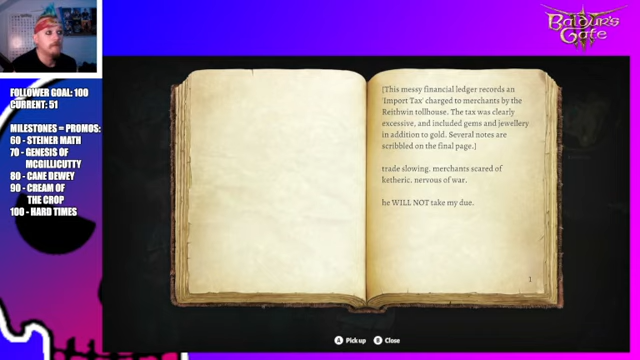 BALDUR'S GATE
FOLLOWER GOAL: 100
CURRENT: 51
MILESTONES = PROMOS:
60 - STEINER MATH
70 - GENESIS OF
MCGILLICUTTY
80 - CANE DEWEY
90 - CREAM OF
THE CROP
100 - HARD TIMES
[This messy financial ledger records an
'Import Tax' charged to merchants by the
Reithwin tollhouse. The tax was clearly
excessive, and included gems and jewellery
in addition to gold. Several notes are
scribbled on the final page.]
trade slowing. merchants scared of
ketheric. nervous of war.
he WILL NOT take my due.
1
A Pick up B Close